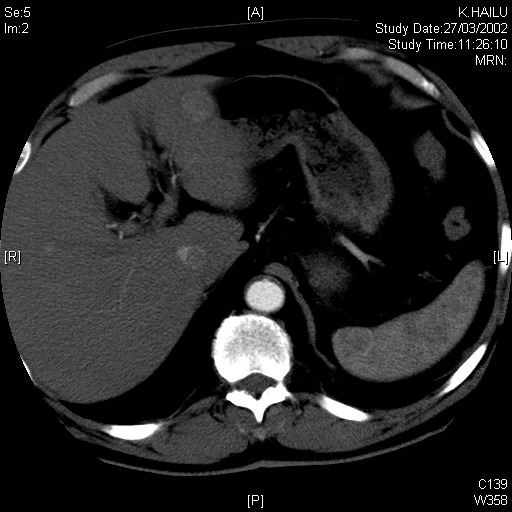 Se:5
Im:2
[A]
K.HAILU
Study Date:27/03/2002
Study Time:11:26:10
MRN:
[R]
[L]
[P]
C139
W358